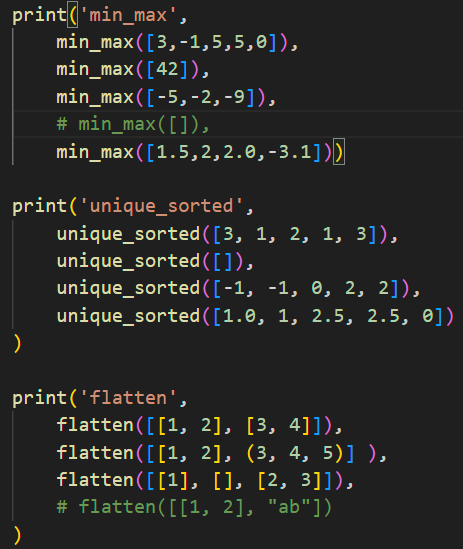 print('min_max',
    min_max([3,-1,5,5,0]),
    min_max([42]),
    min_max([-5,-2,-9]),
    # min_max([]),
    min_max([1.5,2,2.0,-3.1]))

print('unique_sorted',
    unique_sorted([3, 1, 2, 1, 3]),
    unique_sorted([]),
    unique_sorted([-1, -1, 0, 2, 2]),
    unique_sorted([1.0, 1, 2.5, 2.5, 0])
)

print('flatten',
    flatten([[1, 2], [3, 4]]),
    flatten([[1, 2], (3, 4, 5)] ),
    flatten([[1], [], [2, 3]]),
    # flatten([[1, 2], "ab"])
)